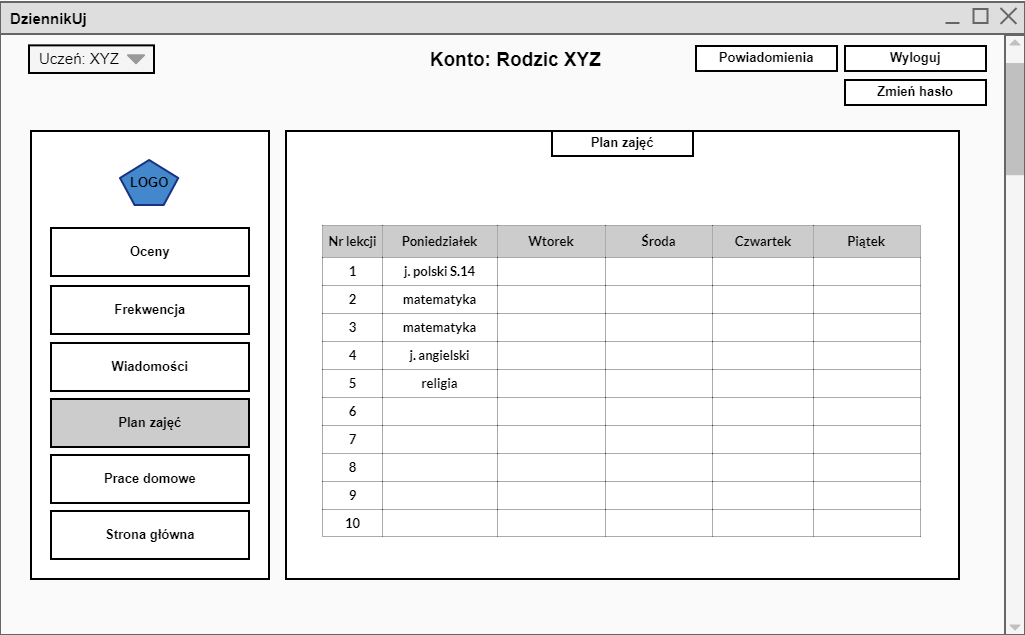 DziennikUj
Uczeń: XYZ
Konto: Rodzic XYZ
Powiadomienia
Wyloguj
Zmień hasło
LOGO
Oceny
Frekwencja
Wiadomości
Plan zajęć
Prace domowe
Strona główna
Plan zajęć
Nr lekcji Poniedziałek Wtorek Środa Czwartek Piątek
1 j. polski S.14
2 matematyka
3 matematyka
4 j. angielski
5 religia
6
7
8
9
10